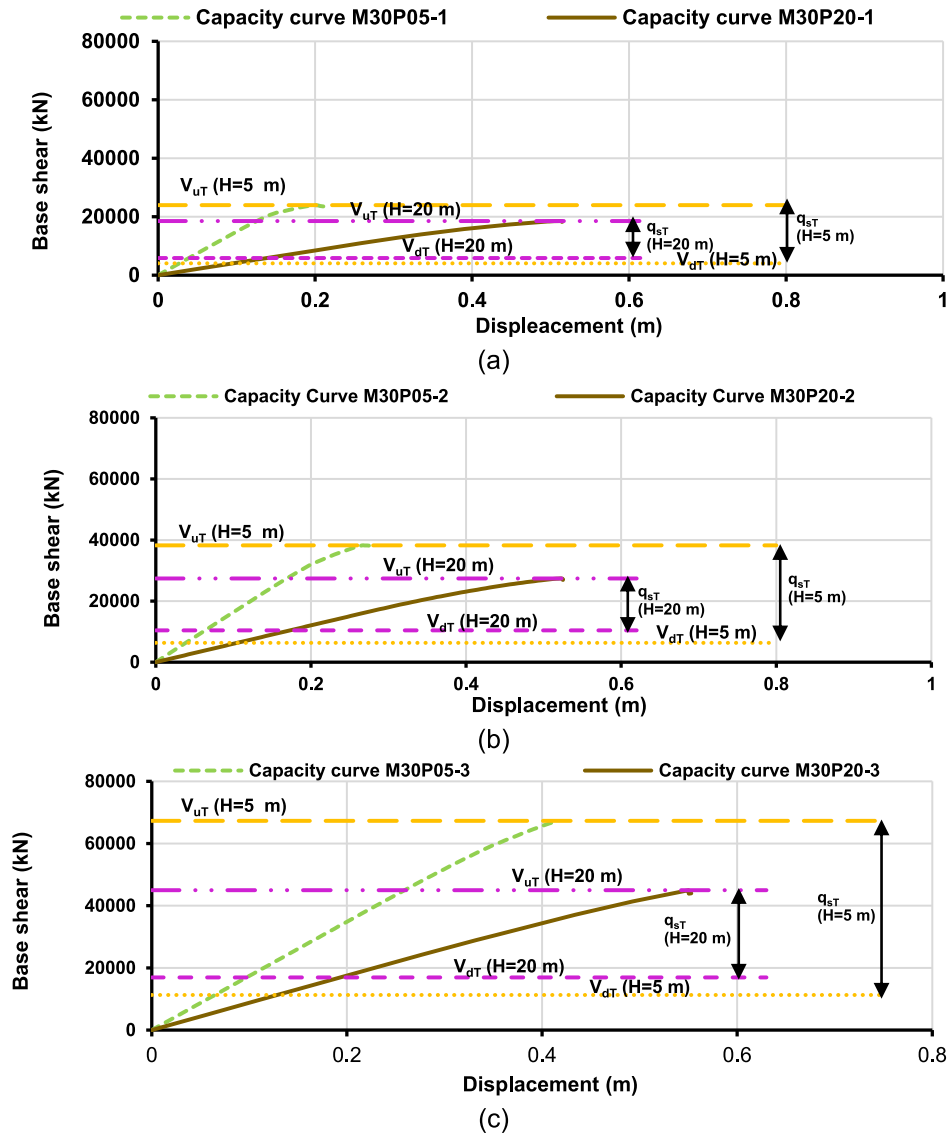 Capacity curve M30P05-1 Capacity curve M30P20-1
80000
60000
40000
20000
0
Base shear (kN)
VuT (H=5 m)
VuT (H=20 m)
VdT (H=20 m)
VdT (H=5 m)
qsT
(H=20 m)
qsT
(H=5 m)
0 0.2 0.4 0.6 0.8 1
Displeacement (m)
(a)
Capacity Curve M30P05-2 Capacity Curve M30P20-2
80000
60000
40000
20000
0
Base shear (kN)
VuT (H=5 m)
VuT (H=20 m)
VdT (H=20 m)
VdT (H=5 m)
qsT
(H=20 m)
qsT
(H=5 m)
0 0.2 0.4 0.6 0.8 1
Displacement (m)
(b)
Capacity curve M30P05-3 Capacity curve M30P20-3
80000
60000
40000
20000
0
Base shear (kN)
VuT (H=5 m)
VuT (H=20 m)
VdT (H=20 m)
VdT (H=5 m)
qsT
(H=20 m)
qsT
(H=5 m)
0 0.2 0.4 0.6 0.8
Displacement (m)
(c)